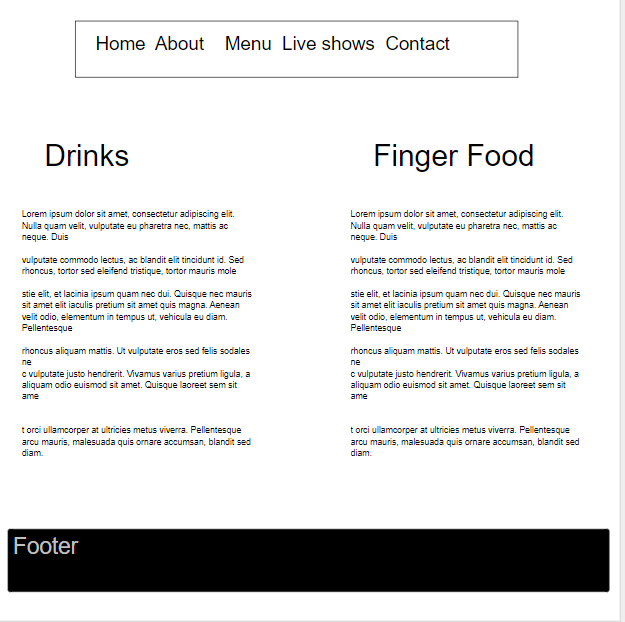 Home About Menu Live shows Contact
Drinks
Lorem ipsum dolor sit amet, consectetur adipiscing elit.
Nulla quam velit, vulputate eu pharetra nec, mattis ac
neque. Duis
vulputate commodo lectus, ac blandit elit tincidunt id. Sed
rhoncus, tortor sed eleifend tristique, tortor mauris mole
stie elit, et lacinia ipsum quam nec dui. Quisque nec mauris
sit amet elit iaculis pretium sit amet quis magna. Aenean
velit odio, elementum in tempus ut, vehicula eu diam.
Pellentesque
rhoncus aliquam mattis. Ut vulputate eros sed felis sodales
ne
c vulputate justo hendrerit. Vivamus varius pretium ligula, a
aliquam odio euismod sit amet. Quisque laoreet sem sit
ame
t orci ullamcorper at ultricies metus viverra. Pellentesque
arcu mauris, malesuada quis ornare accumsan, blandit sed
diam.
Finger Food
Lorem ipsum dolor sit amet, consectetur adipiscing elit.
Nulla quam velit, vulputate eu pharetra nec, mattis ac
neque. Duis
vulputate commodo lectus, ac blandit elit tincidunt id. Sed
rhoncus, tortor sed eleifend tristique, tortor mauris mole
stie elit, et lacinia ipsum quam nec dui. Quisque nec mauris
sit amet elit iaculis pretium sit amet quis magna. Aenean
velit odio, elementum in tempus ut, vehicula eu diam.
Pellentesque
rhoncus aliquam mattis. Ut vulputate eros sed felis sodales
ne
c vulputate justo hendrerit. Vivamus varius pretium ligula, a
aliquam odio euismod sit amet. Quisque laoreet sem sit
ame
t orci ullamcorper at ultricies metus viverra. Pellentesque
arcu mauris, malesuada quis ornare accumsan, blandit sed
diam.
Footer